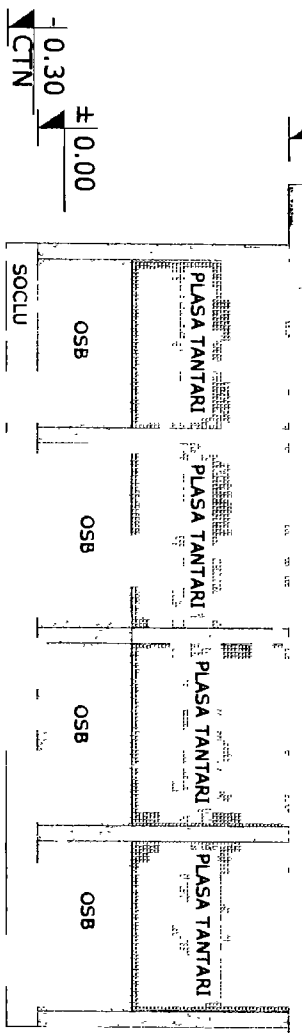 - 0.30
CTN
± 0.00
PLASA TANTARI
PLASA TANTARI
PLASA TANTARI
PLASA TANTARI
OSB
OSB
OSB
OSB
SOCLU